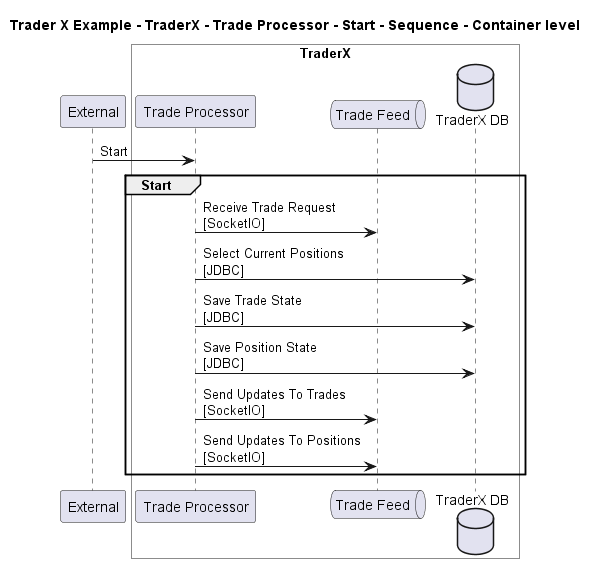 Trader X Example - TraderX - Trade Processor - Start - Sequence - Container level
TraderX
External
Trade Processor
Trade Feed
TraderX DB
Start
Start
Receive Trade Request
[SocketIO]
Select Current Positions
[JDBC]
Save Trade State
[JDBC]
Save Position State
[JDBC]
Send Updates To Trades
[SocketIO]
Send Updates To Positions
[SocketIO]
External
Trade Processor
Trade Feed
TraderX DB